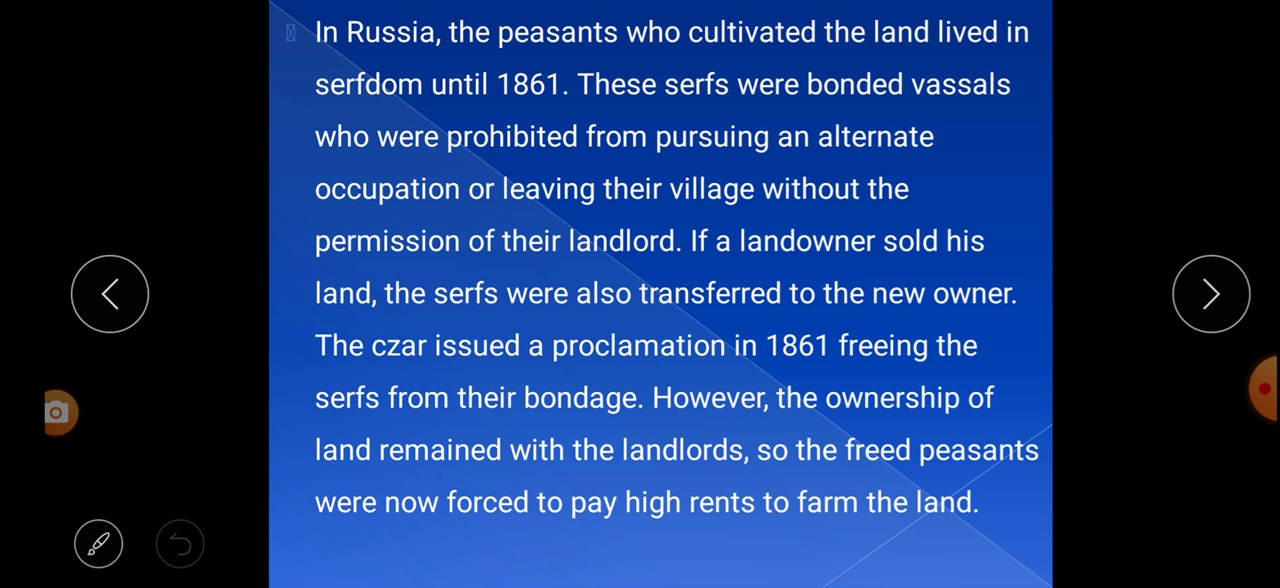 In Russia, the peasants who cultivated the land lived in
serfdom until 1861. These serfs were bonded vassals
who were prohibited from pursuing an alternate
occupation or leaving their village without the
permission of their landlord. If a landowner sold his
land, the serfs were also transferred to the new owner.
The czar issued a proclamation in 1861 freeing the
serfs from their bondage. However, the ownership of
land remained with the landlords, so the freed peasants
were now forced to pay high rents to farm the land.